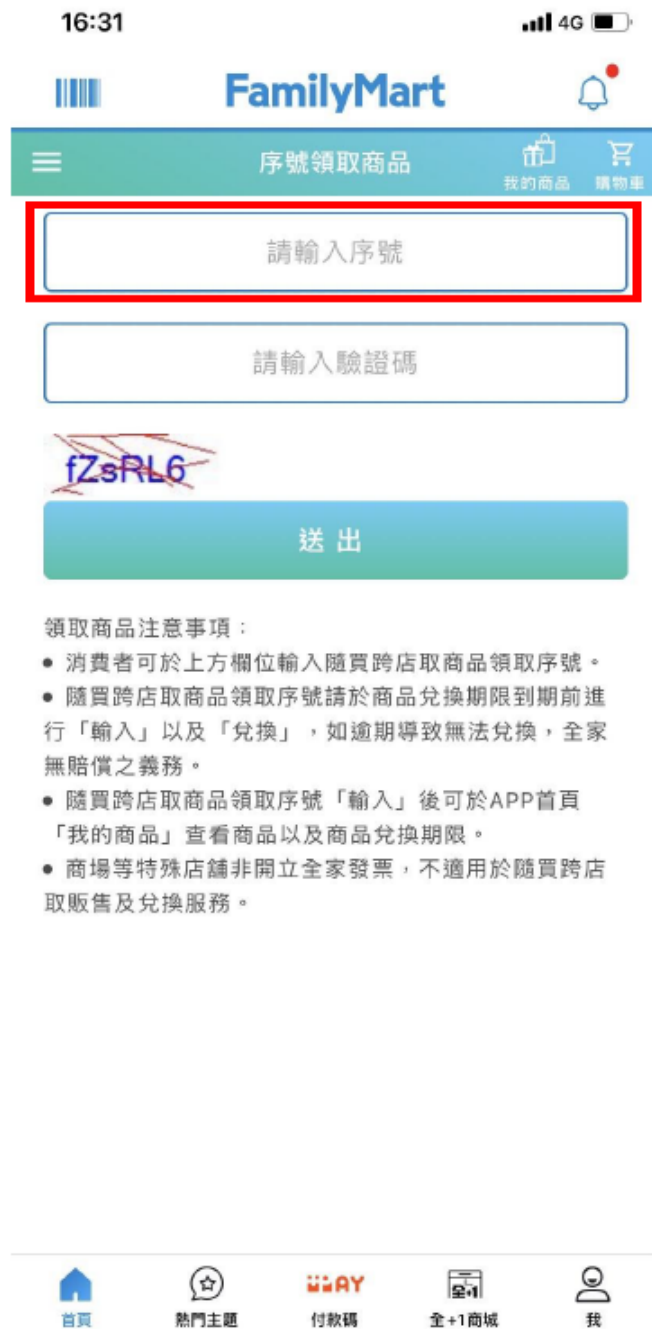 16:31
4G
FamilyMart
序號領取商品
我的商品
購物車
請輸入序號
請輸入驗證碼
fZsRL6
送出
領取商品注意事項：
● 消費者可於上方欄位輸入隨買跨店取商品領取序號。
● 隨買跨店取商品領取序號請於商品兌換期限到期前進
行「輸入」以及「兌換」，如逾期導致無法兌換，全家
無賠償之義務。
● 隨買跨店取商品領取序號「輸入」後可於APP首頁
「我的商品」查看商品以及商品兌換期限。
● 商場等特殊店舖非開立全家發票，不適用於隨買跨店
取販售及兌換服務。
全+1
首頁
熱門主題
付款碼
全+1商城
我